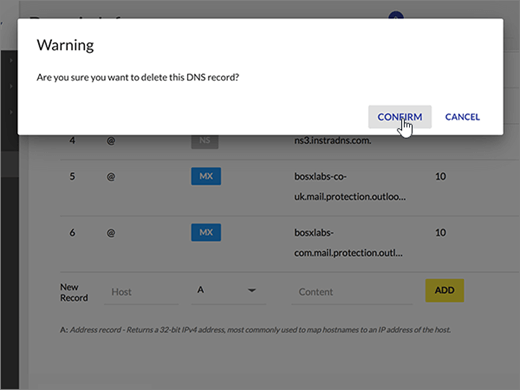 Warning
Are you sure you want to delete this DNS record?
CONFIRM CANCEL
4 @ NS ns3.instradns.com.
5 @ MX bosxlabs-co- 10
uk.mail.protection.outloo...
6 @ MX bosxlabs- 10
com.mail.protection.outl...
New
Record Host A Content ADD
A: Address record - Returns a 32-bit IPv4 address, most commonly used to map hostnames to an IP address of the host.